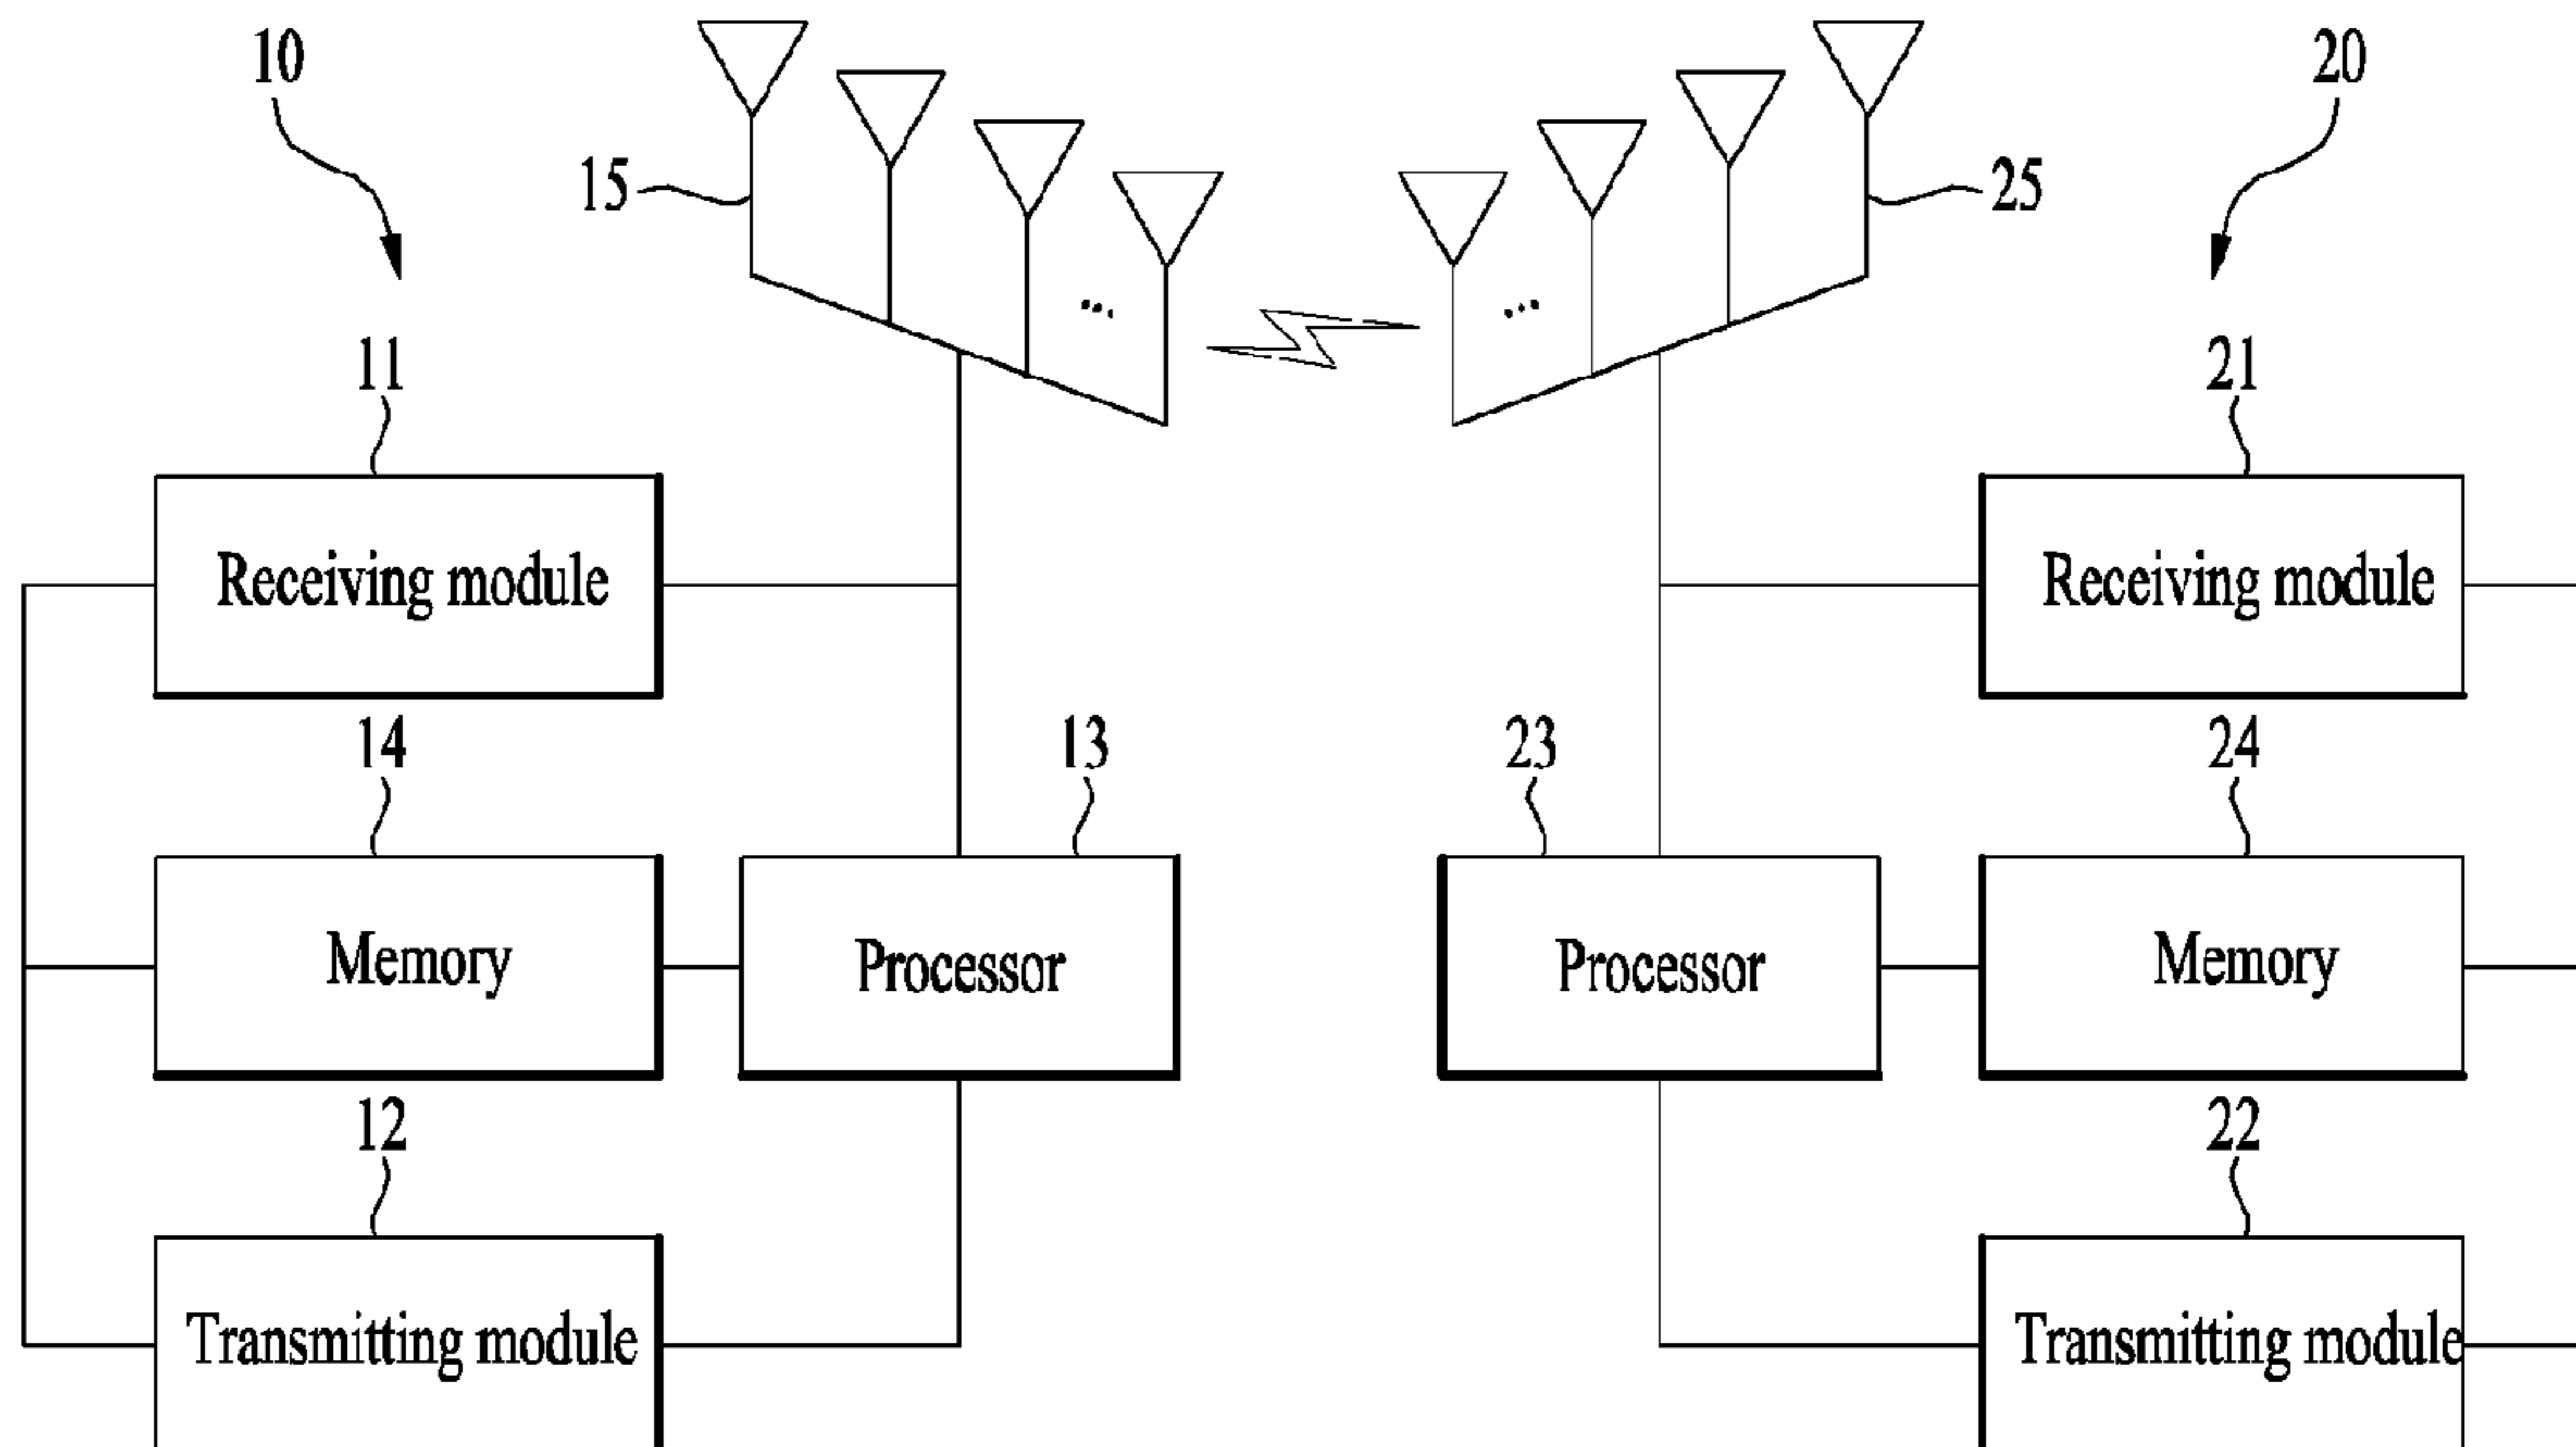 10
20
15
25
...
...
11
21
Receiving module
Receiving module
14
13
23
24
Memory
Processor
Processor
Memory
12
22
Transmitting module
Transmitting module